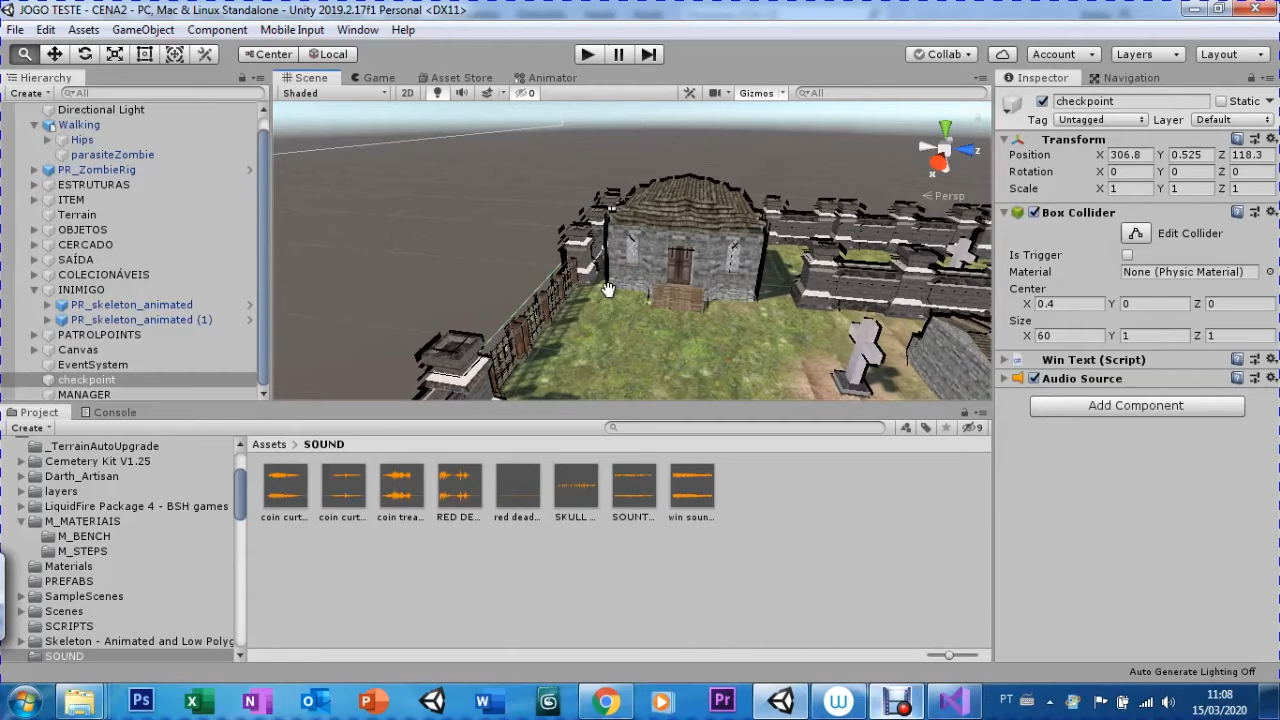 JOGO TESTE - CENA2 - PC, Mac & Linux Standalone - Unity 2019.2.17f1 Personal <DX11>
File Edit Assets GameObject Component Mobile Input Window Help
Center Local Collab Account Layers Layout
Hierarchy
Create All
Directional Light
Walking
Hips
parasiteZombie
PR_ZombieRig
ESTRUTURAS
ITEM
Terrain
OBJETOS
CERCADO
SAÍDA
COLECIONÁVEIS
INIMIGO
PR_skeleton_animated
PR_skeleton_animated (1)
PATROLPOINTS
Canvas
EventSystem
checkpoint
MANAGER
Scene Game Asset Store Animator
Shaded 2D 0 Gizmos All
z
x
Persp
Inspector Navigation
checkpoint Static
Tag Untagged Layer Default
Transform
Position X 306.8 Y 0.525 Z 118.3
Rotation X 0 Y 0 Z 0
Scale X 1 Y 1 Z 1
Box Collider
Edit Collider
Is Trigger
Material None (Physic Material)
Center
X 0.4 Y 0 Z 0
Size
X 60 Y 1 Z 1
Win Text (Script)
Audio Source
Add Component
Project Console
Create 9
_TerrainAutoUpgrade
Cemetery Kit V1.25
Darth_Artisan
layers
LiquidFire Package 4 - BSH games
M_MATERIAIS
M_BENCH
M_STEPS
Materials
PREFABS
SampleScenes
Scenes
SCRIPTS
Skeleton - Animated and Low Polyg
SOUND
Assets > SOUND
coin curt... coin curt... coin trea... RED DE... red dead... SKULL ... SOUNT... win soun...
Auto Generate Lighting Off
Ps Pr PT 11:08
15/03/2020